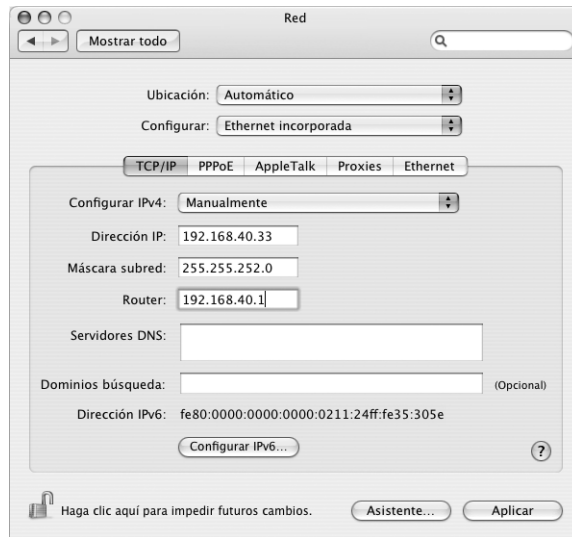 Red
Mostrar todo
Ubicación: Automático
Configurar: Ethernet incorporada
TCP/IP PPPoE AppleTalk Proxies Ethernet
Configurar IPv4: Manualmente
Dirección IP: 192.168.40.33
Máscara subred: 255.255.252.0
Router: 192.168.40.1
Servidores DNS:
Dominios búsqueda: (Opcional)
Dirección IPv6: fe80:0000:0000:0000:0211:24ff:fe35:305e
Configurar IPv6... ?
Haga clic aquí para impedir futuros cambios. Asistente... Aplicar